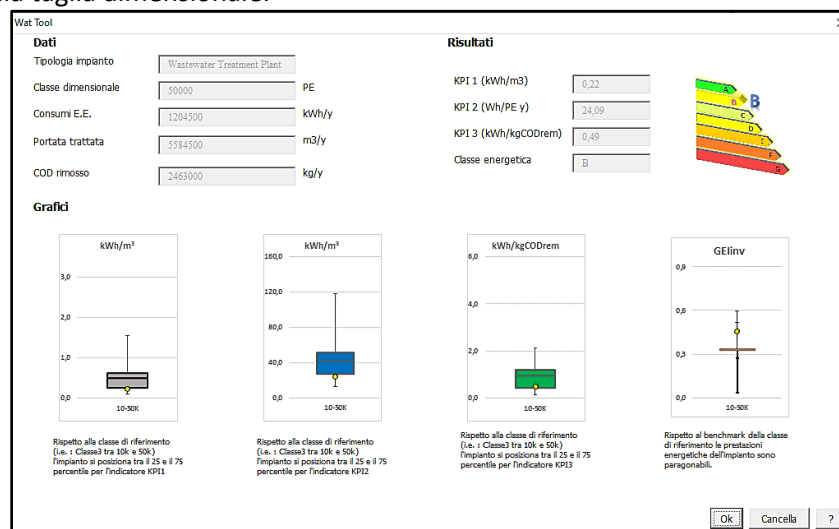 la taglia dimensionale.
Wat Tool
Dati
Tipologia impianto Wastewater Treatment Plant
Classe dimensionale 50000 PE
Consumi E.E. 1204500 kWh/y
Portata trattata 5584500 m3/y
COD rimosso 2463000 kg/y
Risultati
KPI 1 (kWh/m3) 0,22
KPI 2 (Wh/PE y) 24,09
KPI 3 (kWh/kgCODrem) 0,49
Classe energetica B
A
B B
C
D
E
F
G
Grafici
kWh/m³
3,0
2,0
1,0
0,0
10-50K
Rispetto alla classe di riferimento
(i.e. : Classe3 tra 10k e 50k)
l'impianto si posiziona tra il 25 e il 75
percentile per l'indicatore KPI1
kWh/m³
160,0
120,0
80,0
40,0
0,0
10-50K
Rispetto alla classe di riferimento
(i.e. : Classe3 tra 10k e 50k)
l'impianto si posiziona tra il 25 e il 75
percentile per l'indicatore KPI2
kWh/kgCODrem
6,0
4,0
2,0
0,0
10-50K
Rispetto alla classe di riferimento
(i.e. : Classe3 tra 10k e 50k)
l'impianto si posiziona tra il 25 e il 75
percentile per l'indicatore KPI3
GEIinv
0,9
0,6
0,3
0,0
10-50K
Rispetto al benchmark della classe
di riferimento le prestazioni
energetiche dell'impianto sono
paragonabili.
Ok Cancella ?